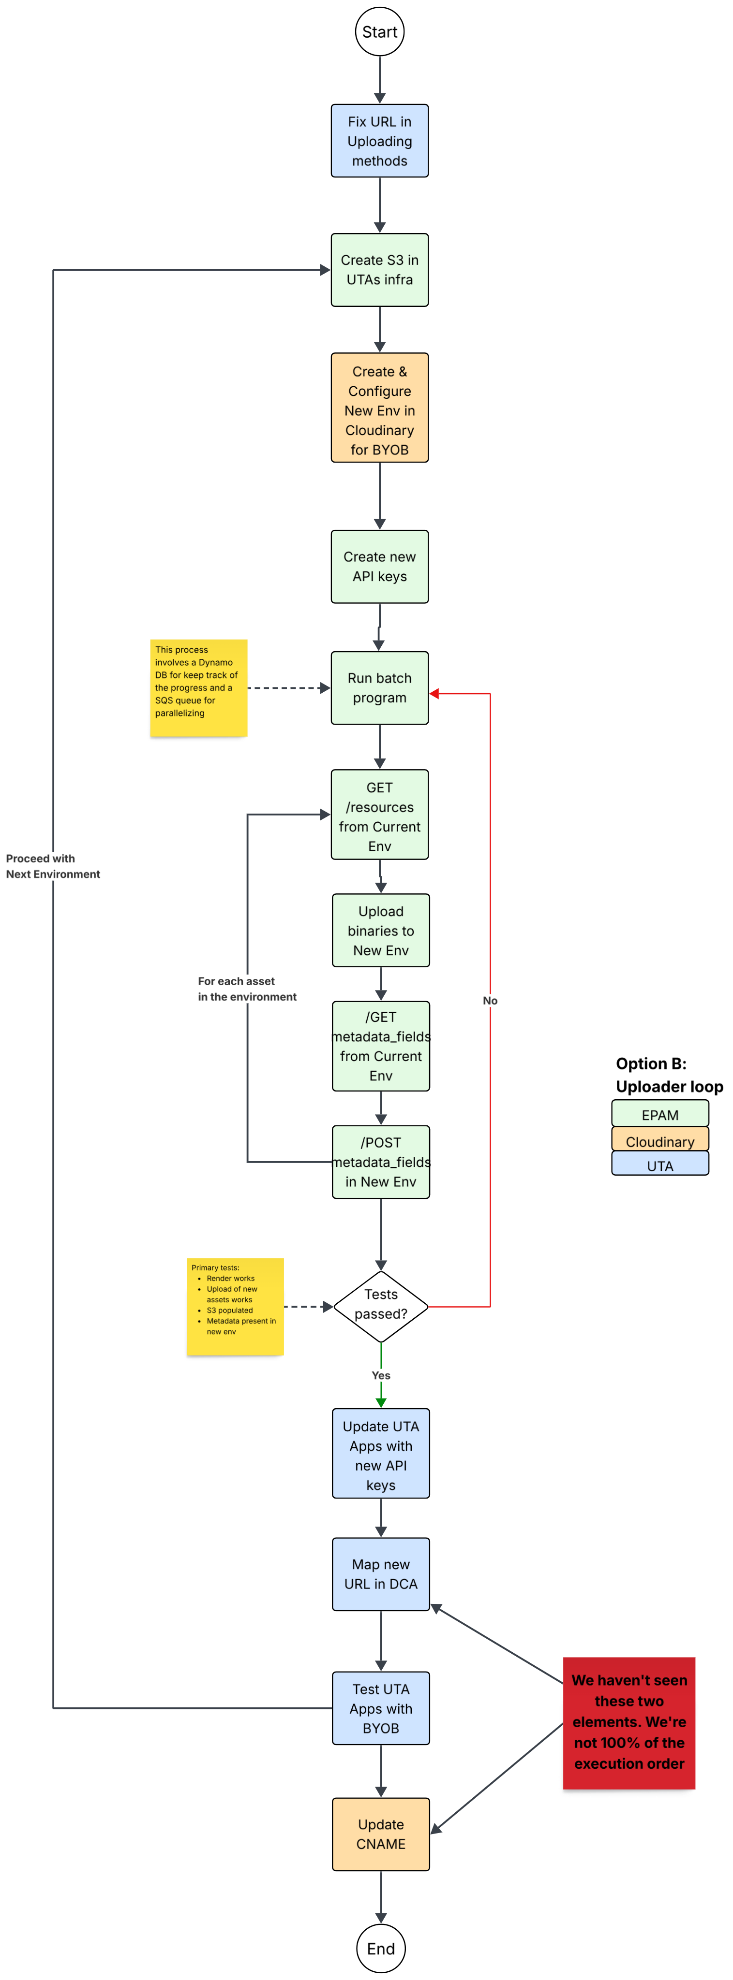 Start
Fix URL in
Uploading
methods
Create S3 in
UTAs infra
Create &
Configure
New Env in
Cloudinary
for BYOB
Create new
API keys
This process
involves a Dynamo
DB for keep track of
the progress and a
SQS queue for
parallelizing
Run batch
program
GET
/resources
from Current
Env
Proceed with
Next Environment
Upload
binaries to
New Env
For each asset
in the environment
No
/GET
metadata_fields
from Current
Env
Option B:
Uploader loop
EPAM
Cloudinary
UTA
/POST
metadata_fields
in New Env
Primary tests:
• Render works
• Upload of new
assets works
• S3 populated
• Metadata present in
new env
Tests
passed?
Yes
Update UTA
Apps with
new API
keys
Map new
URL in DCA
We haven't seen
these two
elements. We're
not 100% of the
execution order
Test UTA
Apps with
BYOB
Update
CNAME
End